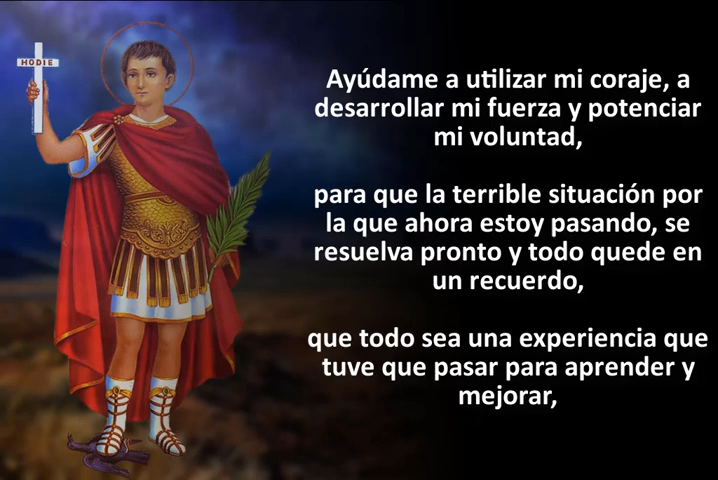 HODIE
Ayúdame a utilizar mi coraje, a
desarrollar mi fuerza y potenciar
mi voluntad,
para que la terrible situación por
la que ahora estoy pasando, se
resuelva pronto y todo quede en
un recuerdo,
que todo sea una experiencia que
tuve que pasar para aprender y
mejorar,